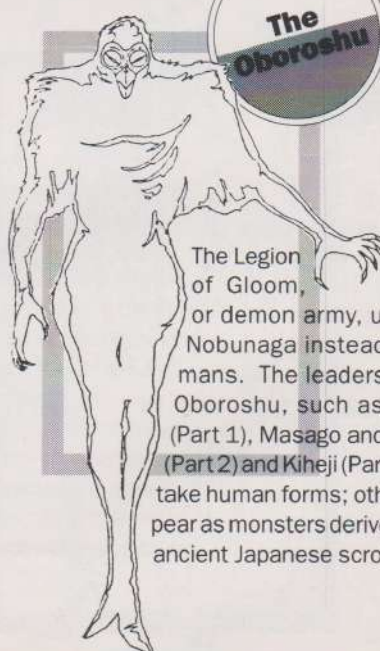 The
Oboroshu
The Legion
of Gloom,
or demon army, u
Nobunaga instead
mans. The leaders
Oboroshu, such as
(Part 1), Masago and
(Part 2) and Kiheji (Par
take human forms; oth
pear as monsters derive
ancient Japanese scro